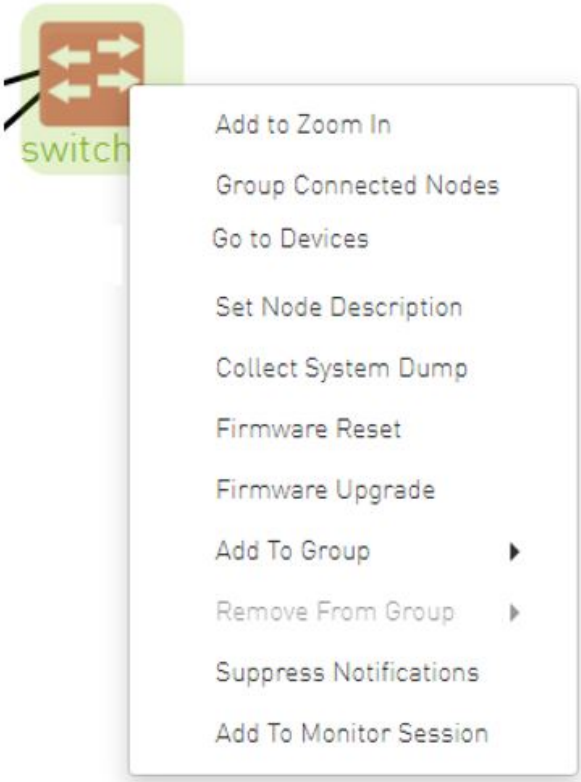 switch
Add to Zoom In
Group Connected Nodes
Go to Devices
Set Node Description
Collect System Dump
Firmware Reset
Firmware Upgrade
Add To Group
Remove From Group
Suppress Notifications
Add To Monitor Session